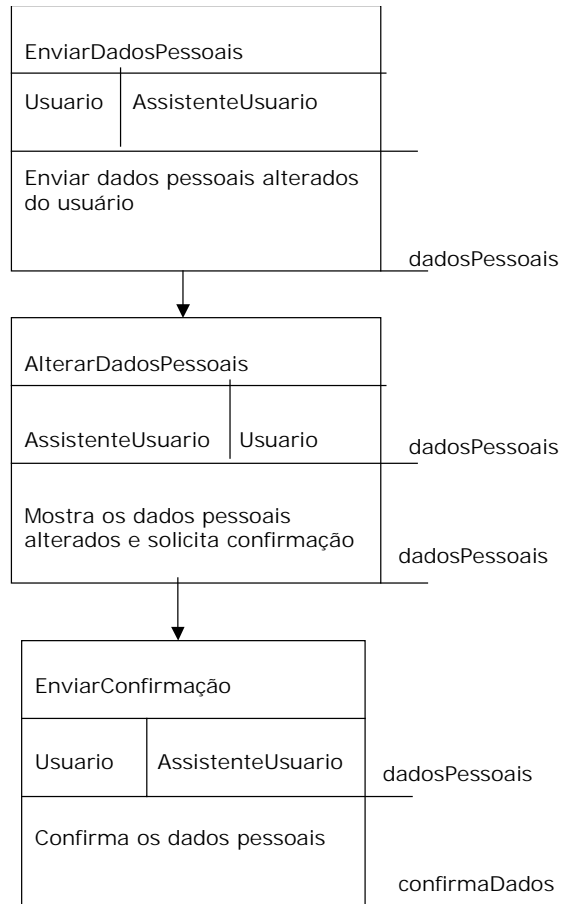 EnviarDadosPessoais
Usuario AssistenteUsuario
Enviar dados pessoais alterados
do usuário
dadosPessoais
AlterarDadosPessoais
AssistenteUsuario Usuario
dadosPessoais
Mostra os dados pessoais
alterados e solicita confirmação
dadosPessoais
EnviarConfirmação
Usuario AssistenteUsuario
dadosPessoais
Confirma os dados pessoais
confirmaDados